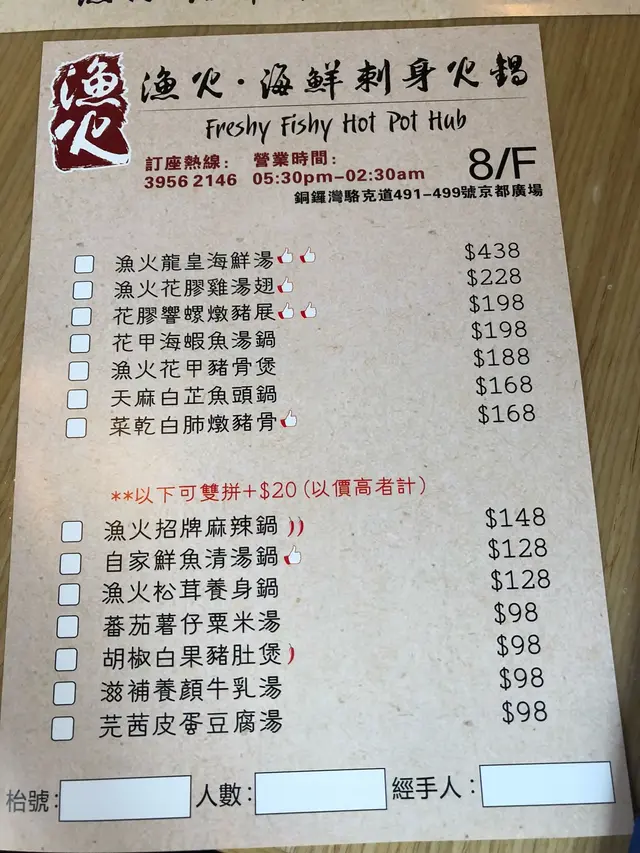 漁火
漁火·海鮮刺身火鍋
Freshy Fishy Hot Pot Hub
訂座熱線： 營業時間：
3956 2146 05:30pm-02:30am
8/F
銅鑼灣駱克道491-499號京都廣場
漁火龍皇海鮮湯 $438
漁火花膠雞湯翅 $228
花膠響螺燉豬展 $198
花甲海蝦魚湯鍋 $198
漁火花甲豬骨煲 $188
天麻白芷魚頭鍋 $168
菜乾白肺燉豬骨 $168
**以下可雙拼+$20(以價高者計)
漁火招牌麻辣鍋 $148
自家鮮魚清湯鍋 $128
漁火松茸養身鍋 $128
蕃茄薯仔粟米湯 $98
胡椒白果豬肚煲 $98
滋補養顏牛乳湯 $98
芫茜皮蛋豆腐湯 $98
枱號： 人數： 經手人：